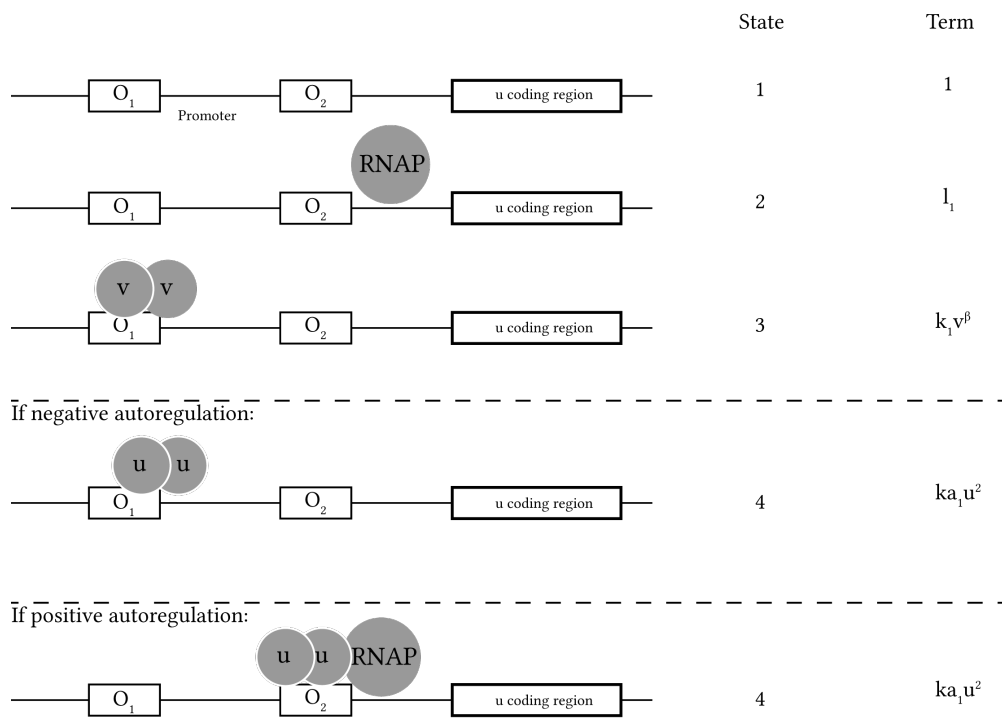 State Term
O₁ O₂ u coding region 1 1
Promoter
RNAP
O₁ O₂ u coding region 2 l₁
v v
O₁ O₂ u coding region 3 k₁vᵝ
If negative autoregulation:
u u
O₁ O₂ u coding region 4 ka₁u²
If positive autoregulation:
u u RNAP
O₁ O₂ u coding region 4 ka₁u²